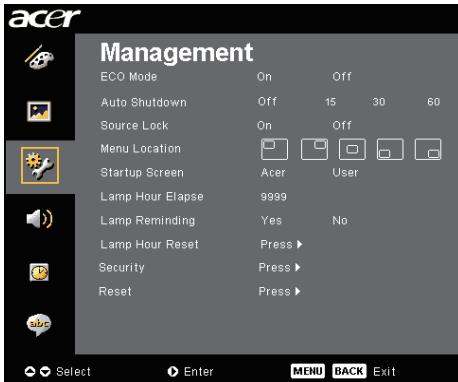 acer
Management
ECO Mode On Off
Auto Shutdown Off 15 30 60
Source Lock On Off
Menu Location
Startup Screen Acer User
Lamp Hour Elapse 9999
Lamp Reminding Yes No
Lamp Hour Reset Press
Security Press
Reset Press
abc
Select Enter MENU BACK Exit